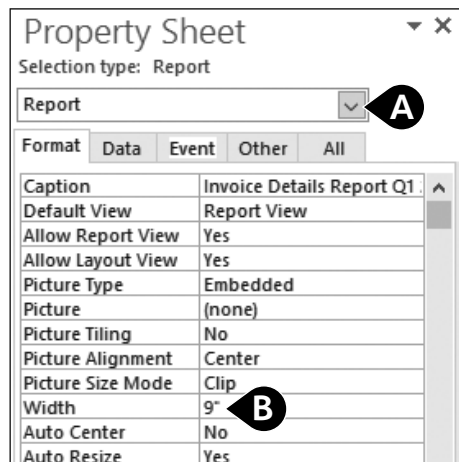 Property Sheet
Selection type: Report
Report
A
Format Data Event Other All
Caption Invoice Details Report Q1
Default View Report View
Allow Report View Yes
Allow Layout View Yes
Picture Type Embedded
Picture (none)
Picture Tiling No
Picture Alignment Center
Picture Size Mode Clip
Width 9" B
Auto Center No
Auto Resize Yes